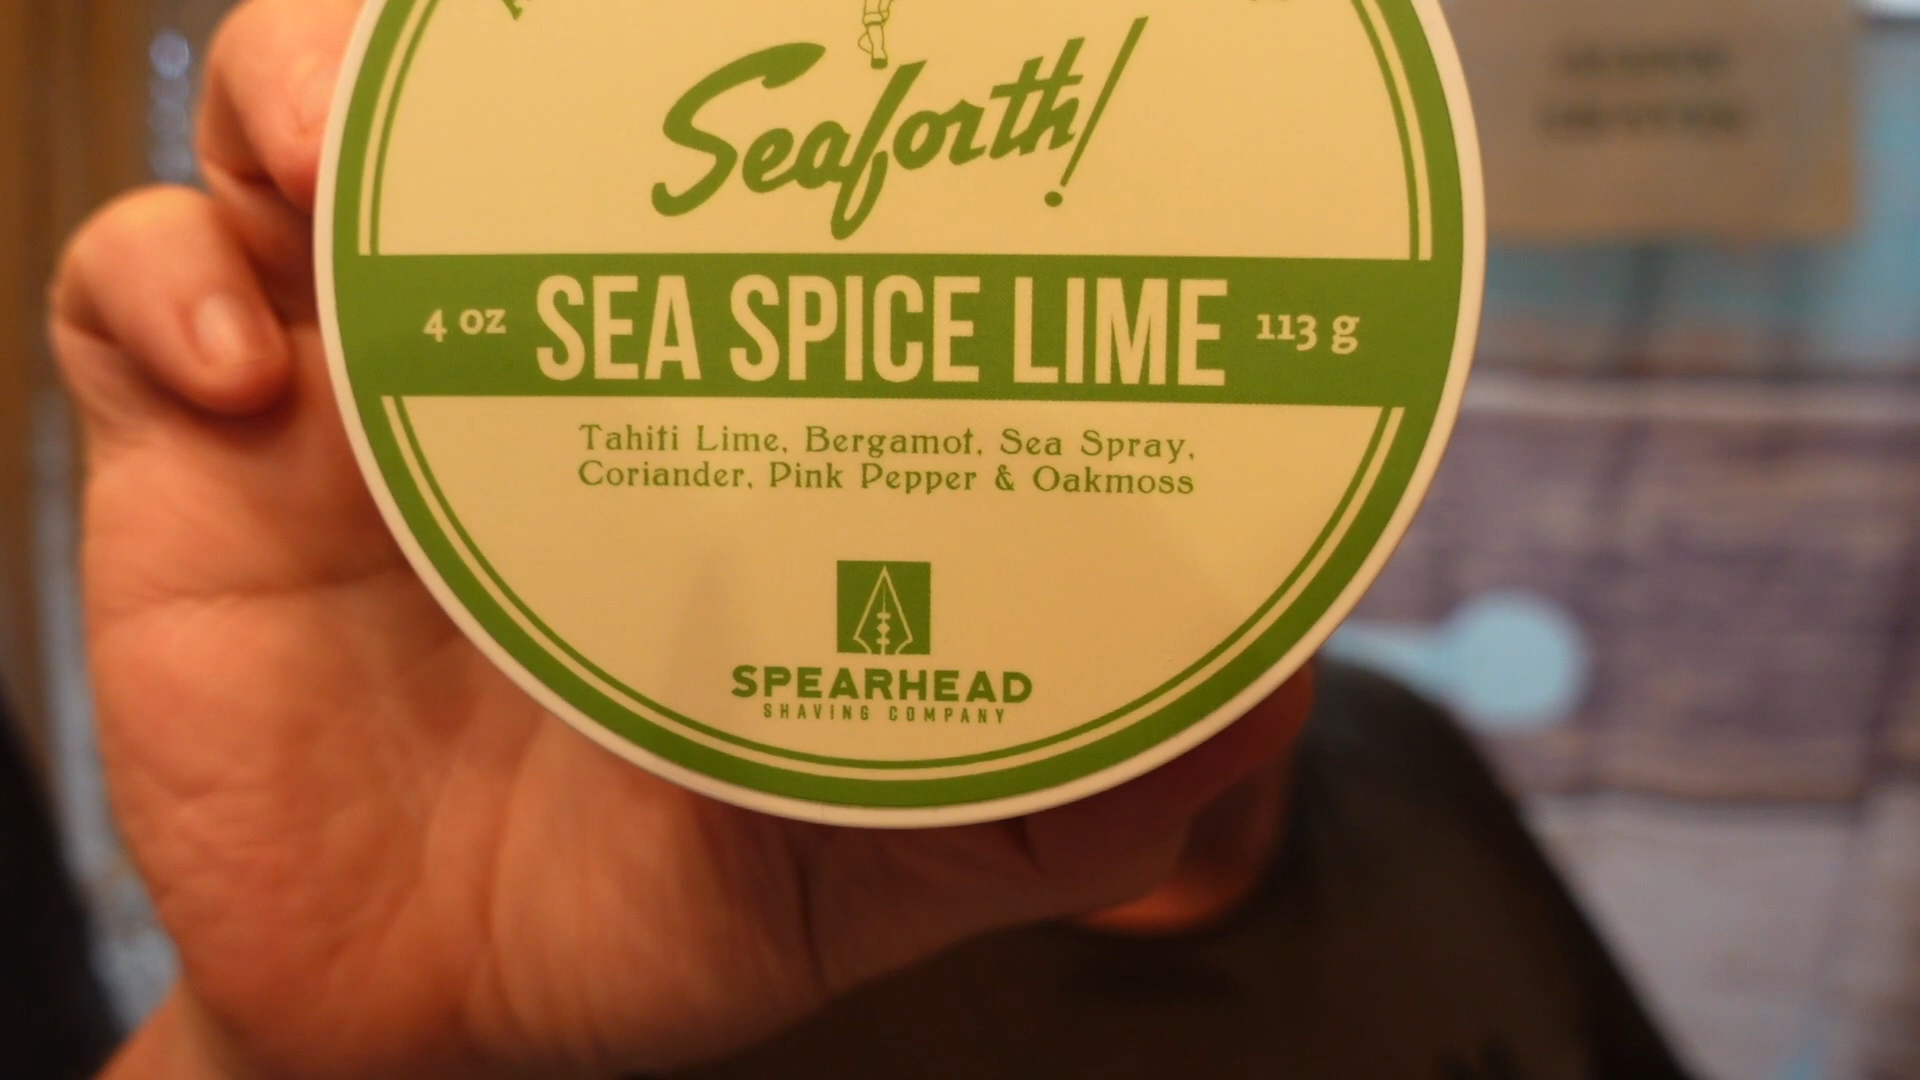 Seaforth!
4 oz SEA SPICE LIME 113 g
Tahiti Lime, Bergamot, Sea Spray,
Coriander, Pink Pepper & Oakmoss
SPEARHEAD
SHAVING COMPANY